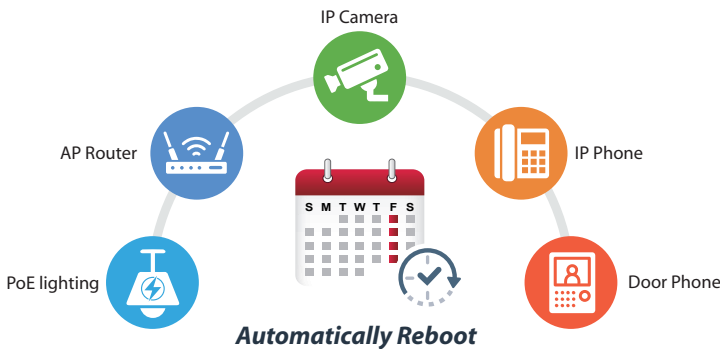 IP Camera
AP Router
IP Phone
S M T W T F S
PoE lighting
Door Phone
Automatically Reboot